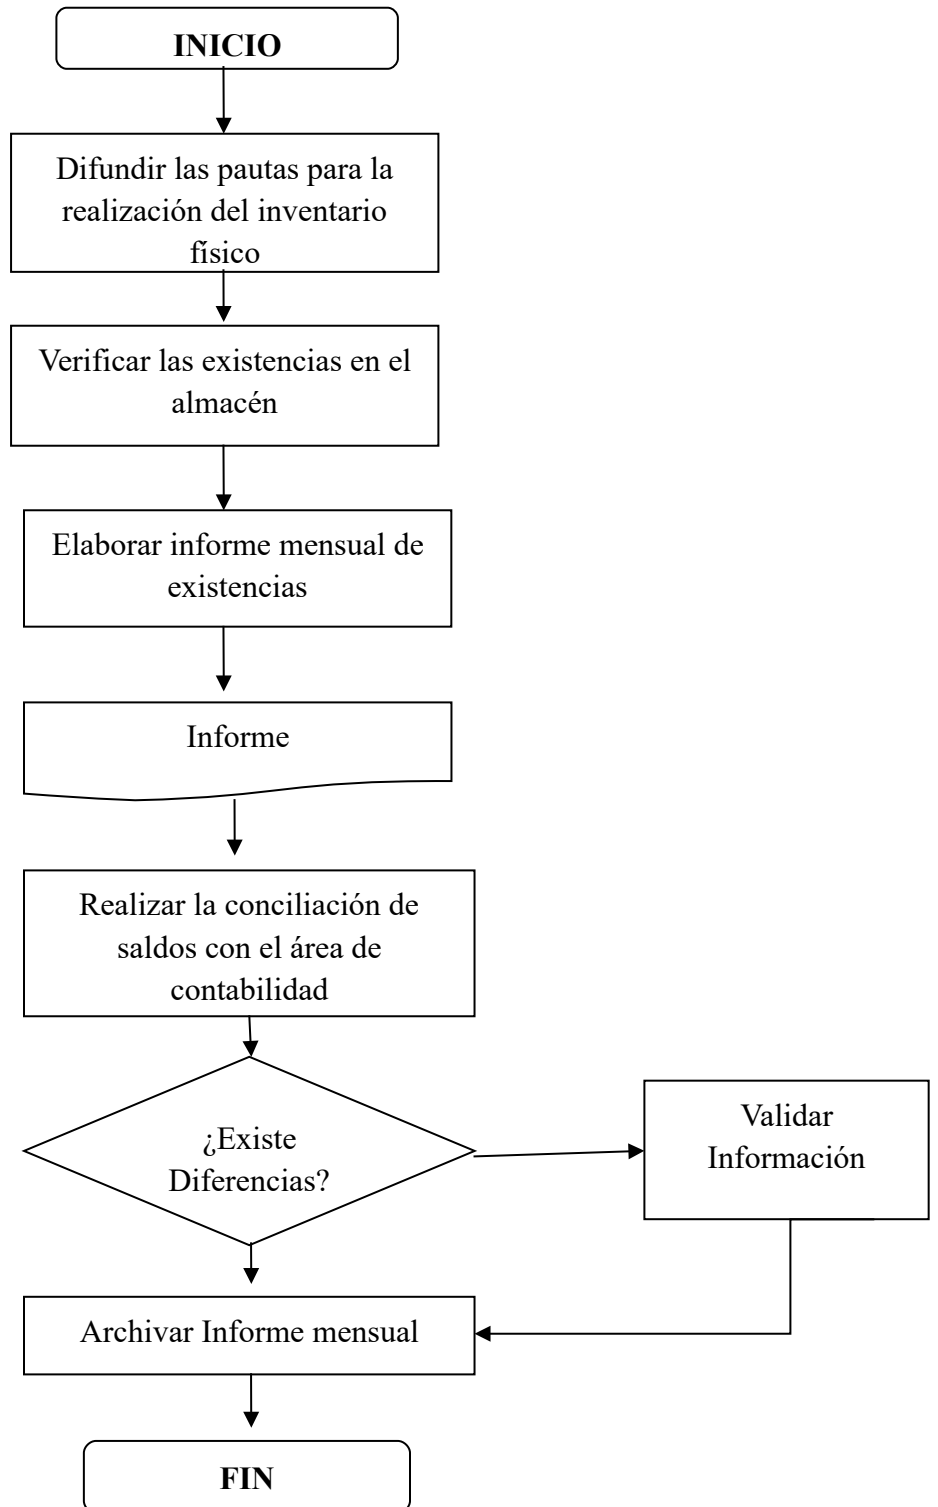 INICIO
Difundir las pautas para la
realización del inventario
físico
Verificar las existencias en el
almacén
Elaborar informe mensual de
existencias
Informe
Realizar la conciliación de
saldos con el área de
contabilidad
¿Existe
Diferencias?
Validar
Información
Archivar Informe mensual
FIN